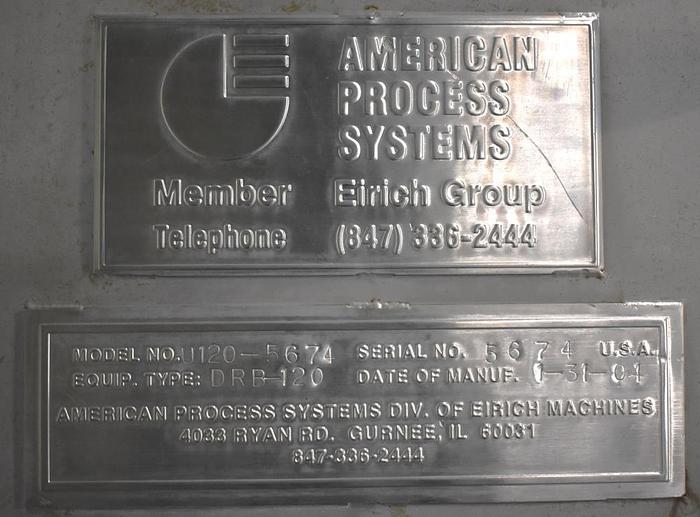 AMERICAN
PROCESS
SYSTEMS
Member Eirich Group
Telephone (847) 336-2444
MODEL NO. U120-5674 SERIAL NO. 5674 U.S.A.
EQUIP. TYPE: DRB-120 DATE OF MANUF. 1-31-01
AMERICAN PROCESS SYSTEMS DIV. OF EIRICH MACHINES
4033 RYAN RD. GURNEE, IL 60031
847-336-2444